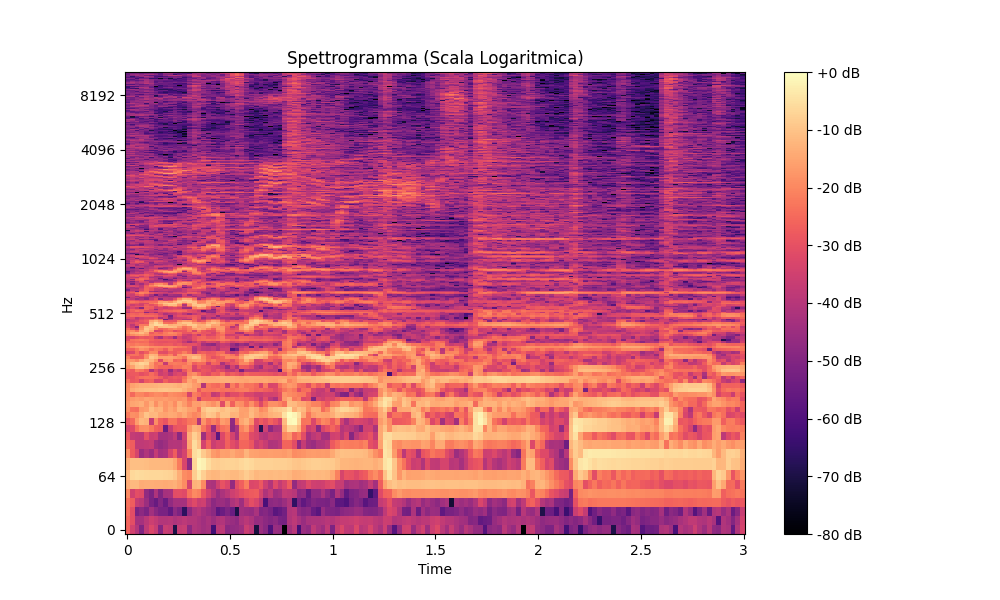 Spettrogramma (Scala Logaritmica)
Hz
8192
4096
2048
1024
512
256
128
64
0
0
0.5
1
1.5
2
2.5
3
Time
+0 dB
-10 dB
-20 dB
-30 dB
-40 dB
-50 dB
-60 dB
-70 dB
-80 dB